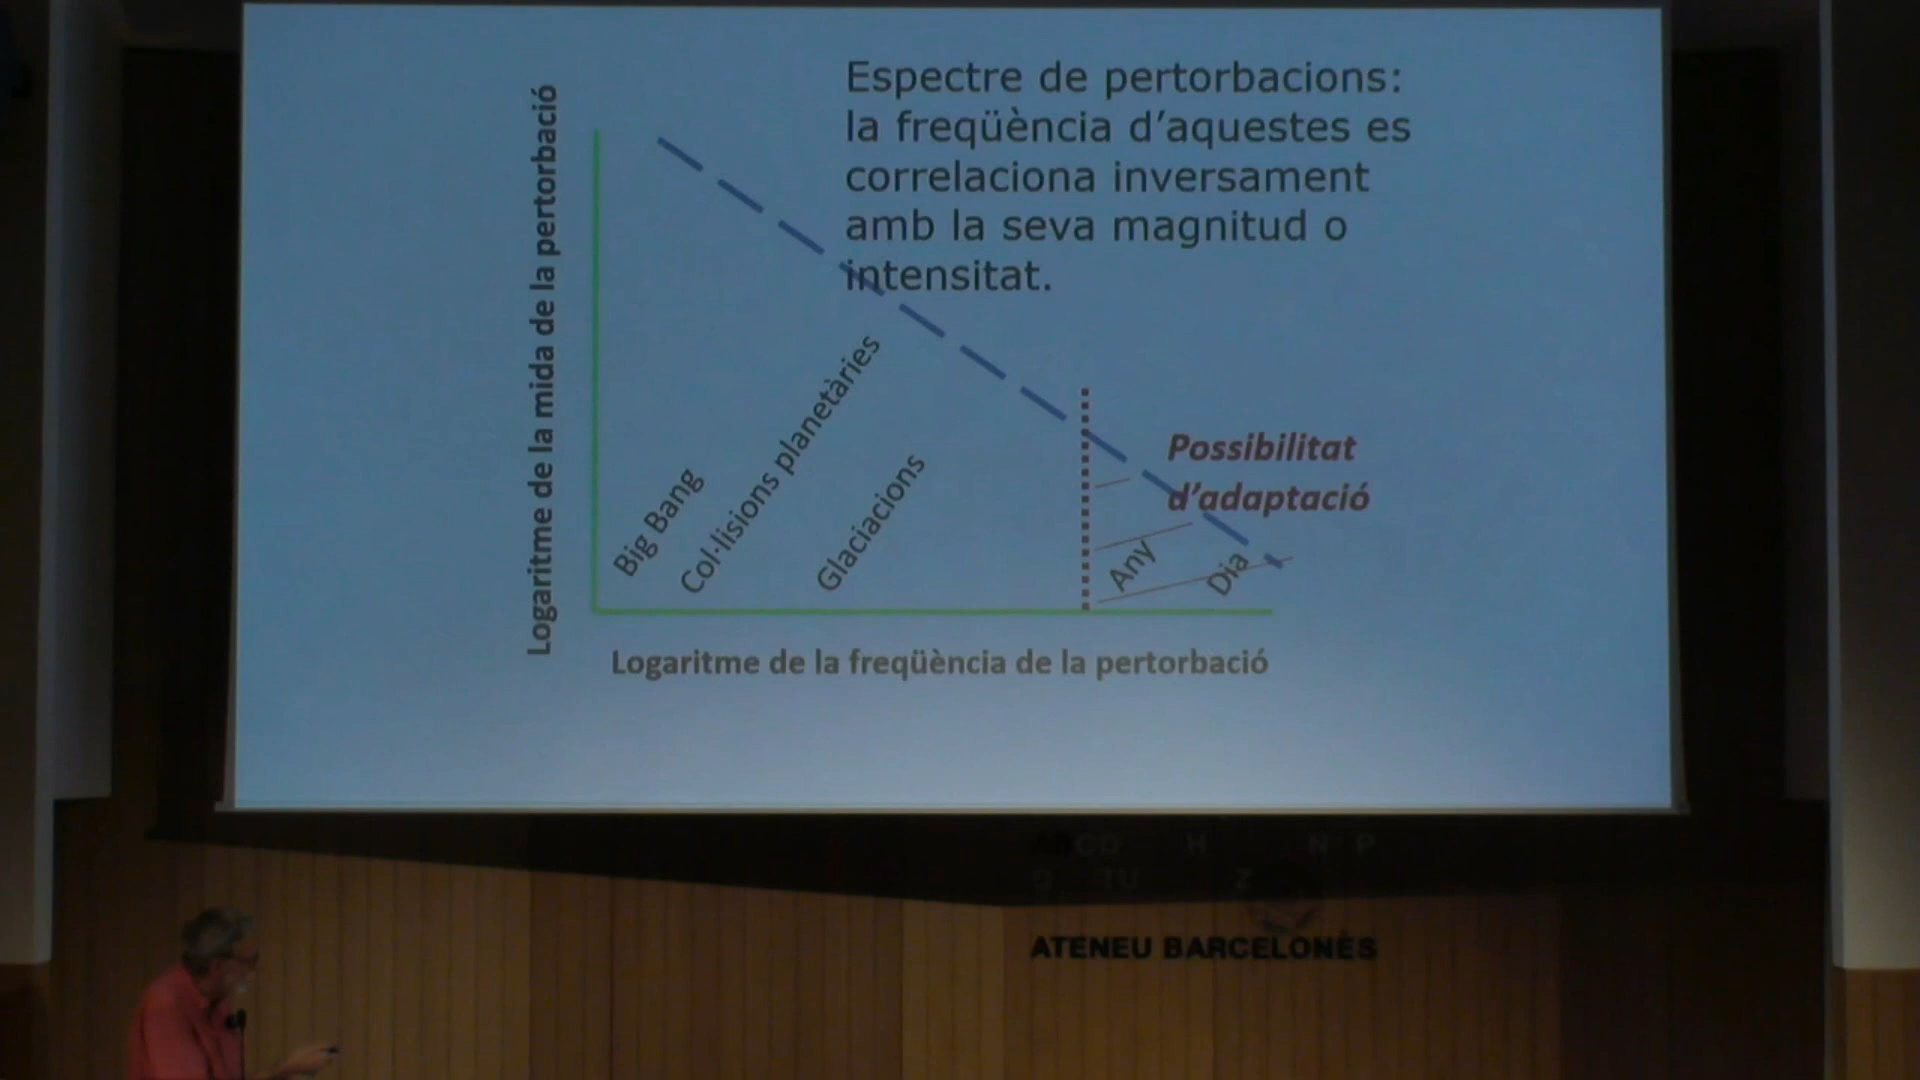 Espectre de pertorbacions:
la freqüència d’aquestes es
correlaciona inversament
amb la seva magnitud o
intensitat.
Logaritme de la mida de la pertorbació
Big Bang
Col·lisions planetàries
Glaciacions
Possibilitat
d’adaptació
Any
Dia
Logaritme de la freqüència de la pertorbació
ATENEU BARCELONÈS